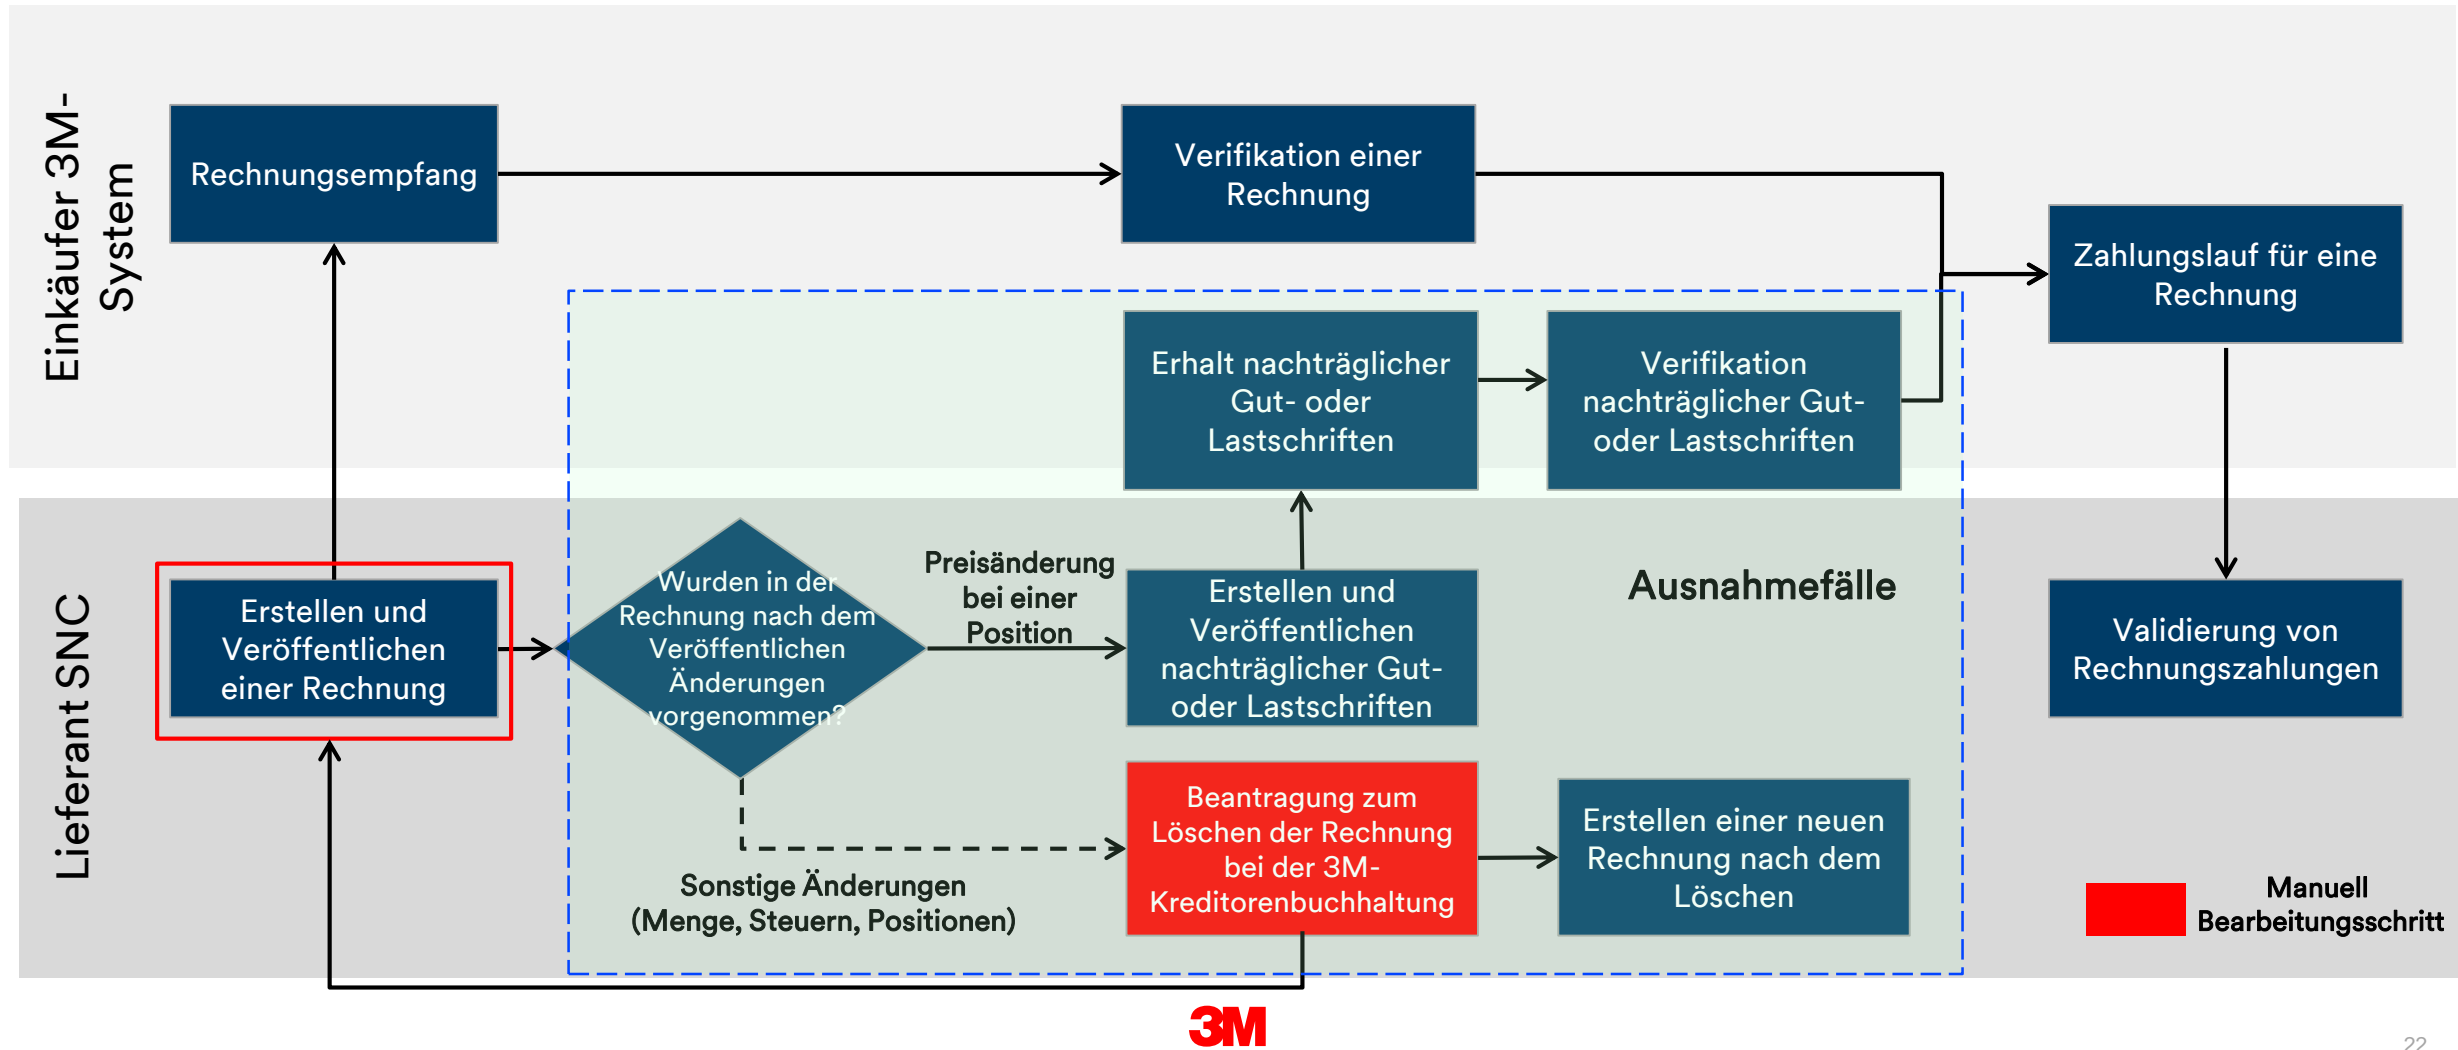 Einkäufer 3M-
System
Rechnungsempfang
Verifikation einer
Rechnung
Zahlungslauf für eine
Rechnung
Erhalt nachträglicher
Gut- oder
Lastschriften
Verifikation
nachträglicher Gut-
oder Lastschriften
Lieferant SNC
Erstellen und
Veröffentlichen
einer Rechnung
Wurden in der
Rechnung nach dem
Veröffentlichen
Änderungen
vorgenommen?
Preisänderung
bei einer
Position
Erstellen und
Veröffentlichen
nachträglicher Gut-
oder Lastschriften
Ausnahmefälle
Validierung von
Rechnungszahlungen
Sonstige Änderungen
(Menge, Steuern, Positionen)
Beantragung zum
Löschen der Rechnung
bei der 3M-
Kreditorenbuchhaltung
Erstellen einer neuen
Rechnung nach dem
Löschen
Manuell
Bearbeitungsschritt
3M
22